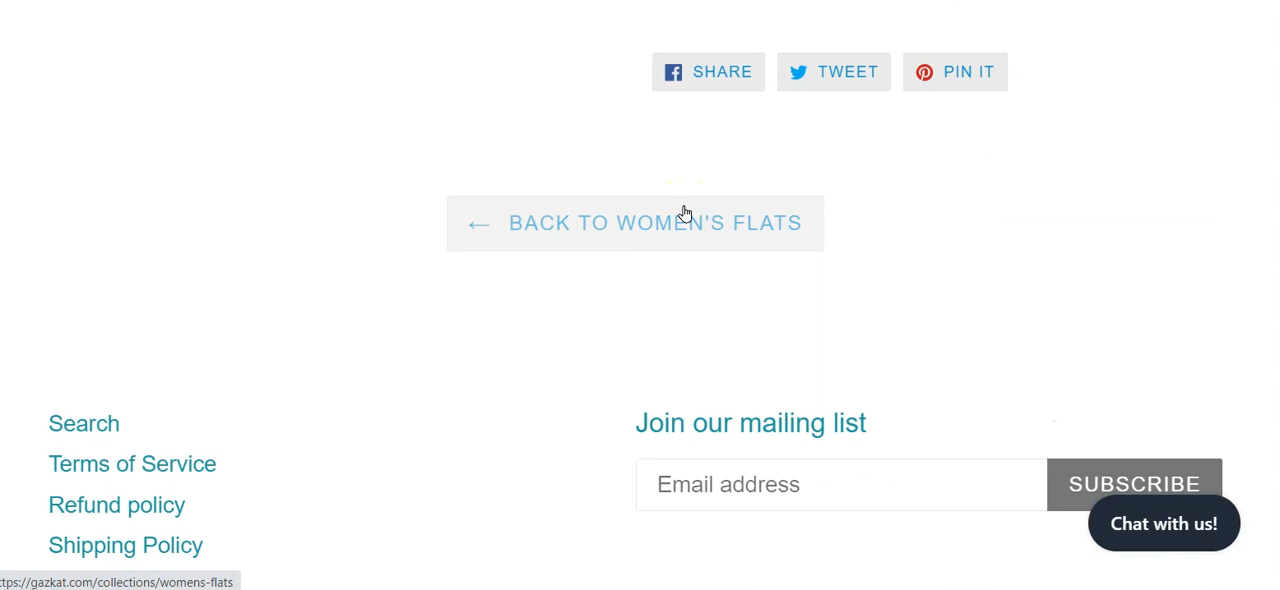 SHARE TWEET PIN IT
← BACK TO WOMEN'S FLATS
Search
Terms of Service
Refund policy
Shipping Policy
Join our mailing list
Email address SUBSCRIBE
Chat with us!
ttps://gazkat.com/collections/womens-flats